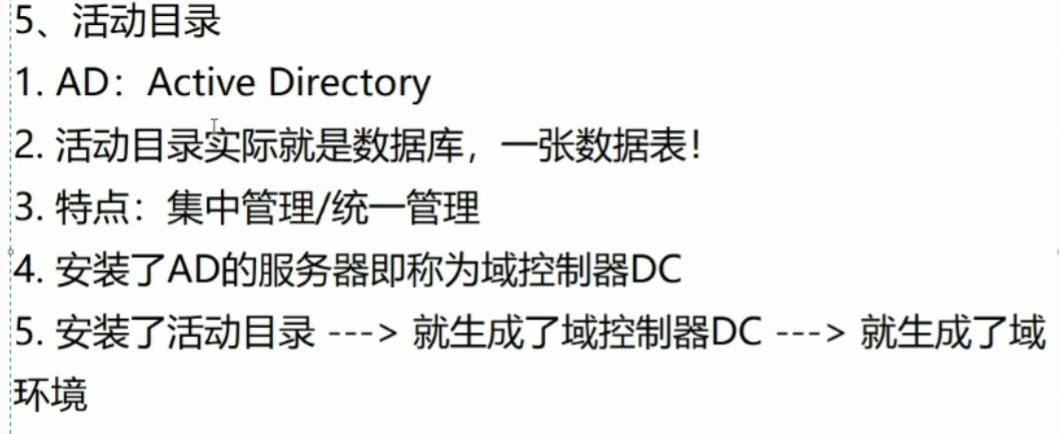 5、活动目录
1. AD：Active Directory
2. 活动目录实际就是数据库，一张数据表！
3. 特点：集中管理/统一管理
4. 安装了AD的服务器即称为域控制器DC
5. 安装了活动目录 ---> 就生成了域控制器DC ---> 就生成了域
环境